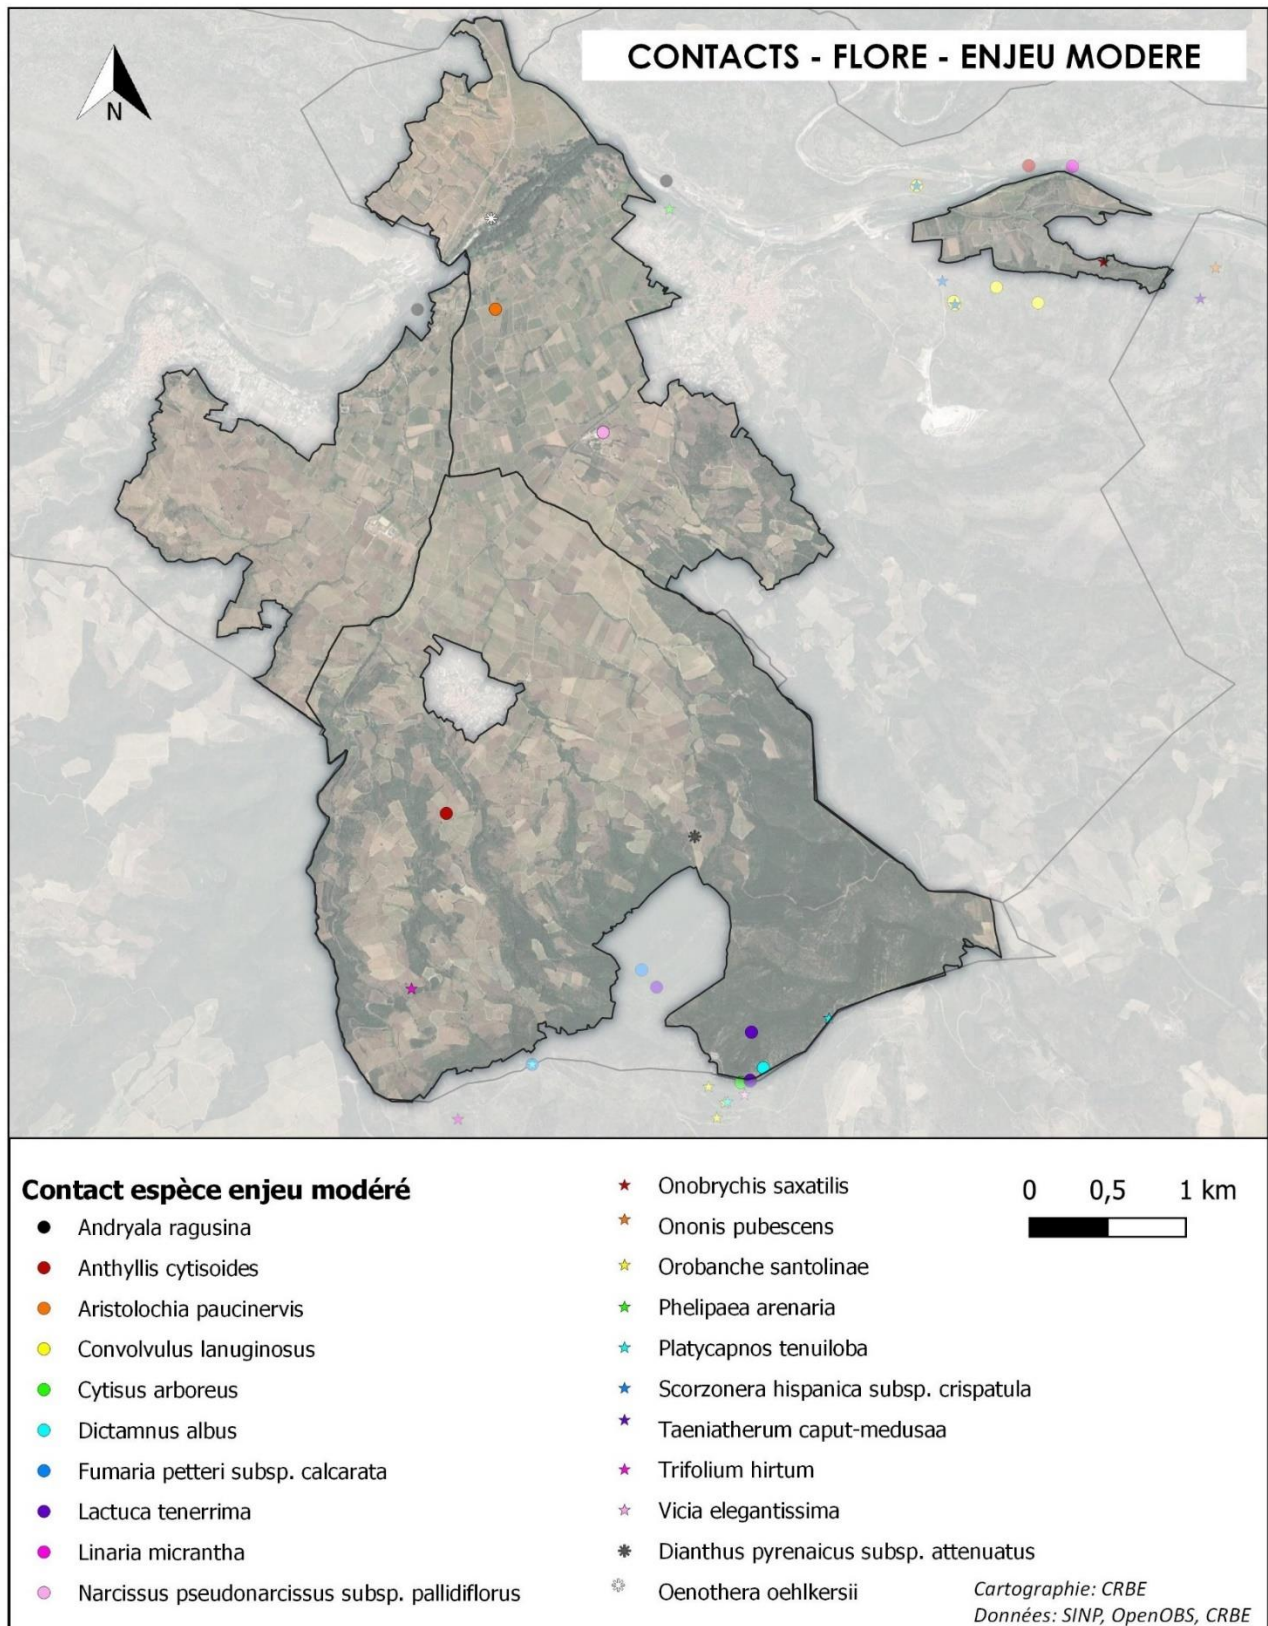 CONTACTS - FLORE - ENJEU MODERE
N
Contact espèce enjeu modéré
Andryala ragusina
Anthyllis cytisoides
Aristolochia paucinervis
Convolvulus lanuginosus
Cytisus arboreus
Dictamnus albus
Fumaria petteri subsp. calcarata
Lactuca tenerrima
Linaria micrantha
Narcissus pseudonarcissus subsp. pallidiflorus
Onobrychis saxatilis
Ononis pubescens
Orobanche santolinae
Phelipaea arenaria
Platycapnos tenuiloba
Scorzonera hispanica subsp. crispatula
Taeniatherum caput-medusaa
Trifolium hirtum
Vicia elegantissima
Dianthus pyrenaicus subsp. attenuatus
Oenothera oehlkersii
0 0,5 1 km
Cartographie: CRBE
Données: SINP, OpenOBS, CRBE